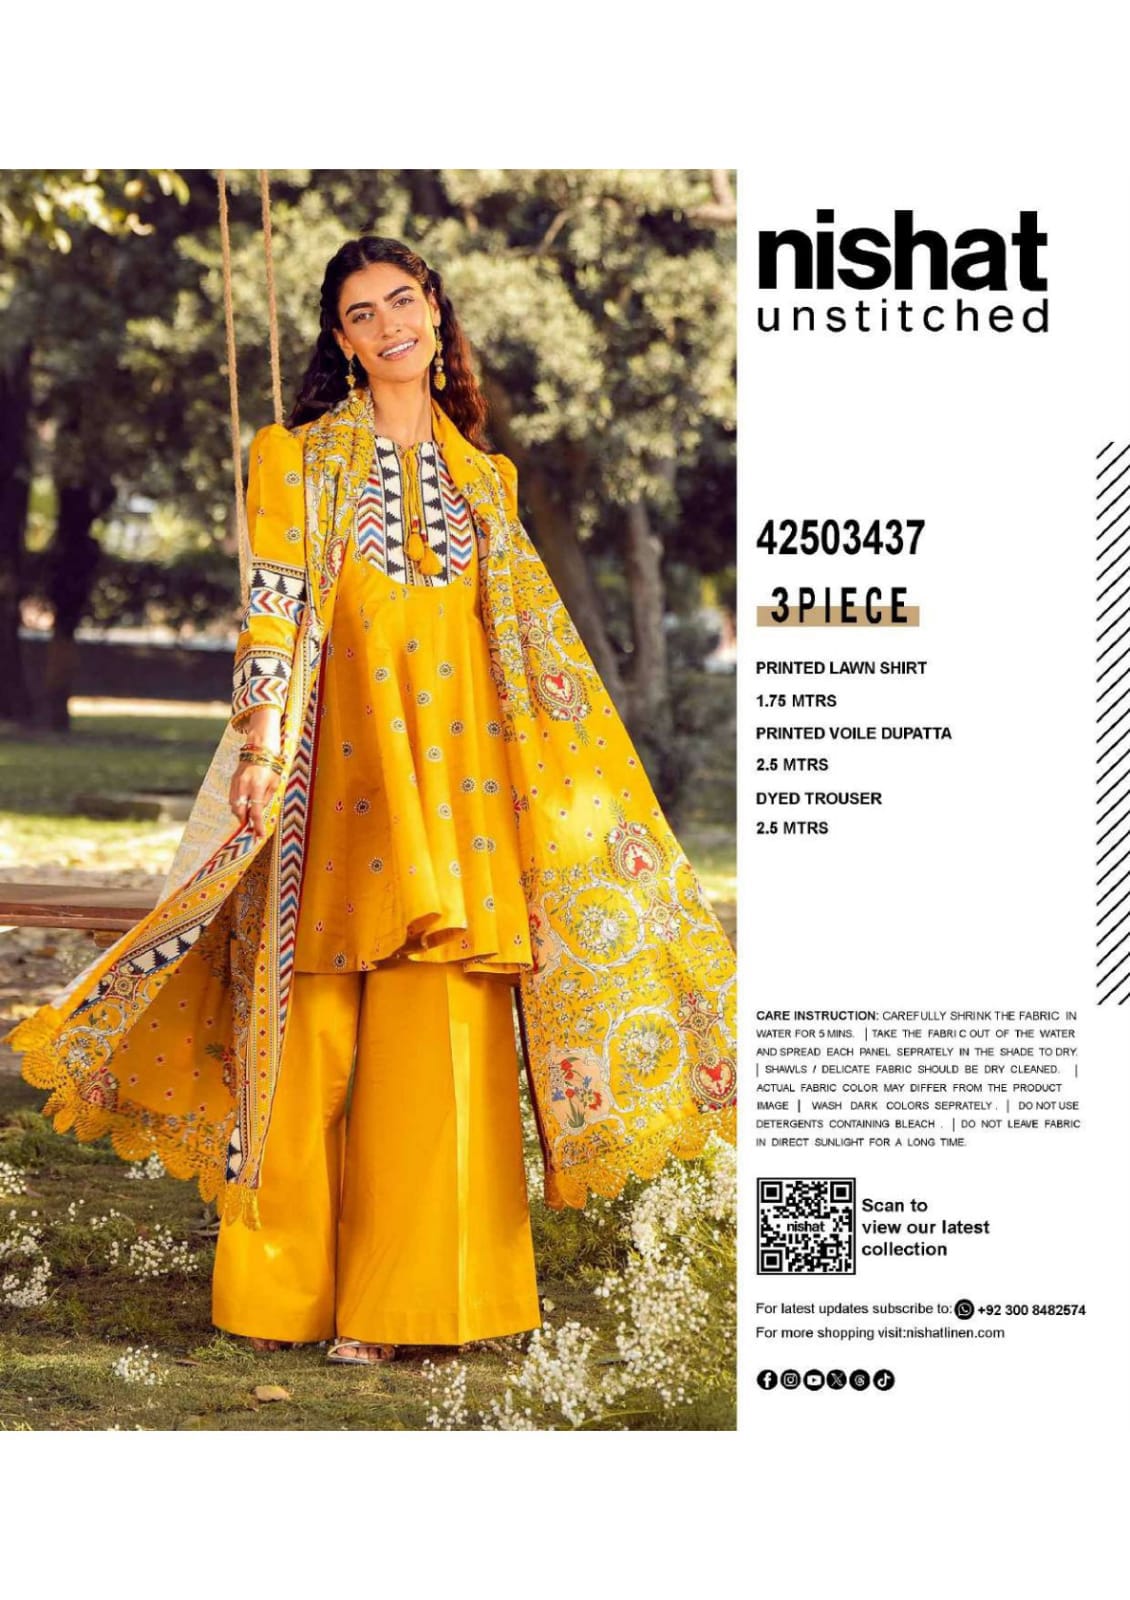 nishat
unstitched
42503437
3 PIECE
PRINTED LAWN SHIRT
1.75 MTRS
PRINTED VOILE DUPATTA
2.5 MTRS
DYED TROUSER
2.5 MTRS
CARE INSTRUCTION: CAREFULLY SHRINK THE FABRIC IN
WATER FOR 5 MINS. | TAKE THE FABRIC OUT OF THE WATER
AND SPREAD EACH PANEL SEPRATELY IN THE SHADE TO DRY.
| SHAWLS / DELICATE FABRIC SHOULD BE DRY CLEANED. |
ACTUAL FABRIC COLOR MAY DIFFER FROM THE PRODUCT
IMAGE | WASH DARK COLORS SEPRATELY. | DO NOT USE
DETERGENTS CONTAINING BLEACH . | DO NOT LEAVE FABRIC
IN DIRECT SUNLIGHT FOR A LONG TIME.
nishat
Scan to
view our latest
collection
For latest updates subscribe to: +92 300 8482574
For more shopping visit:nishatlinen.com